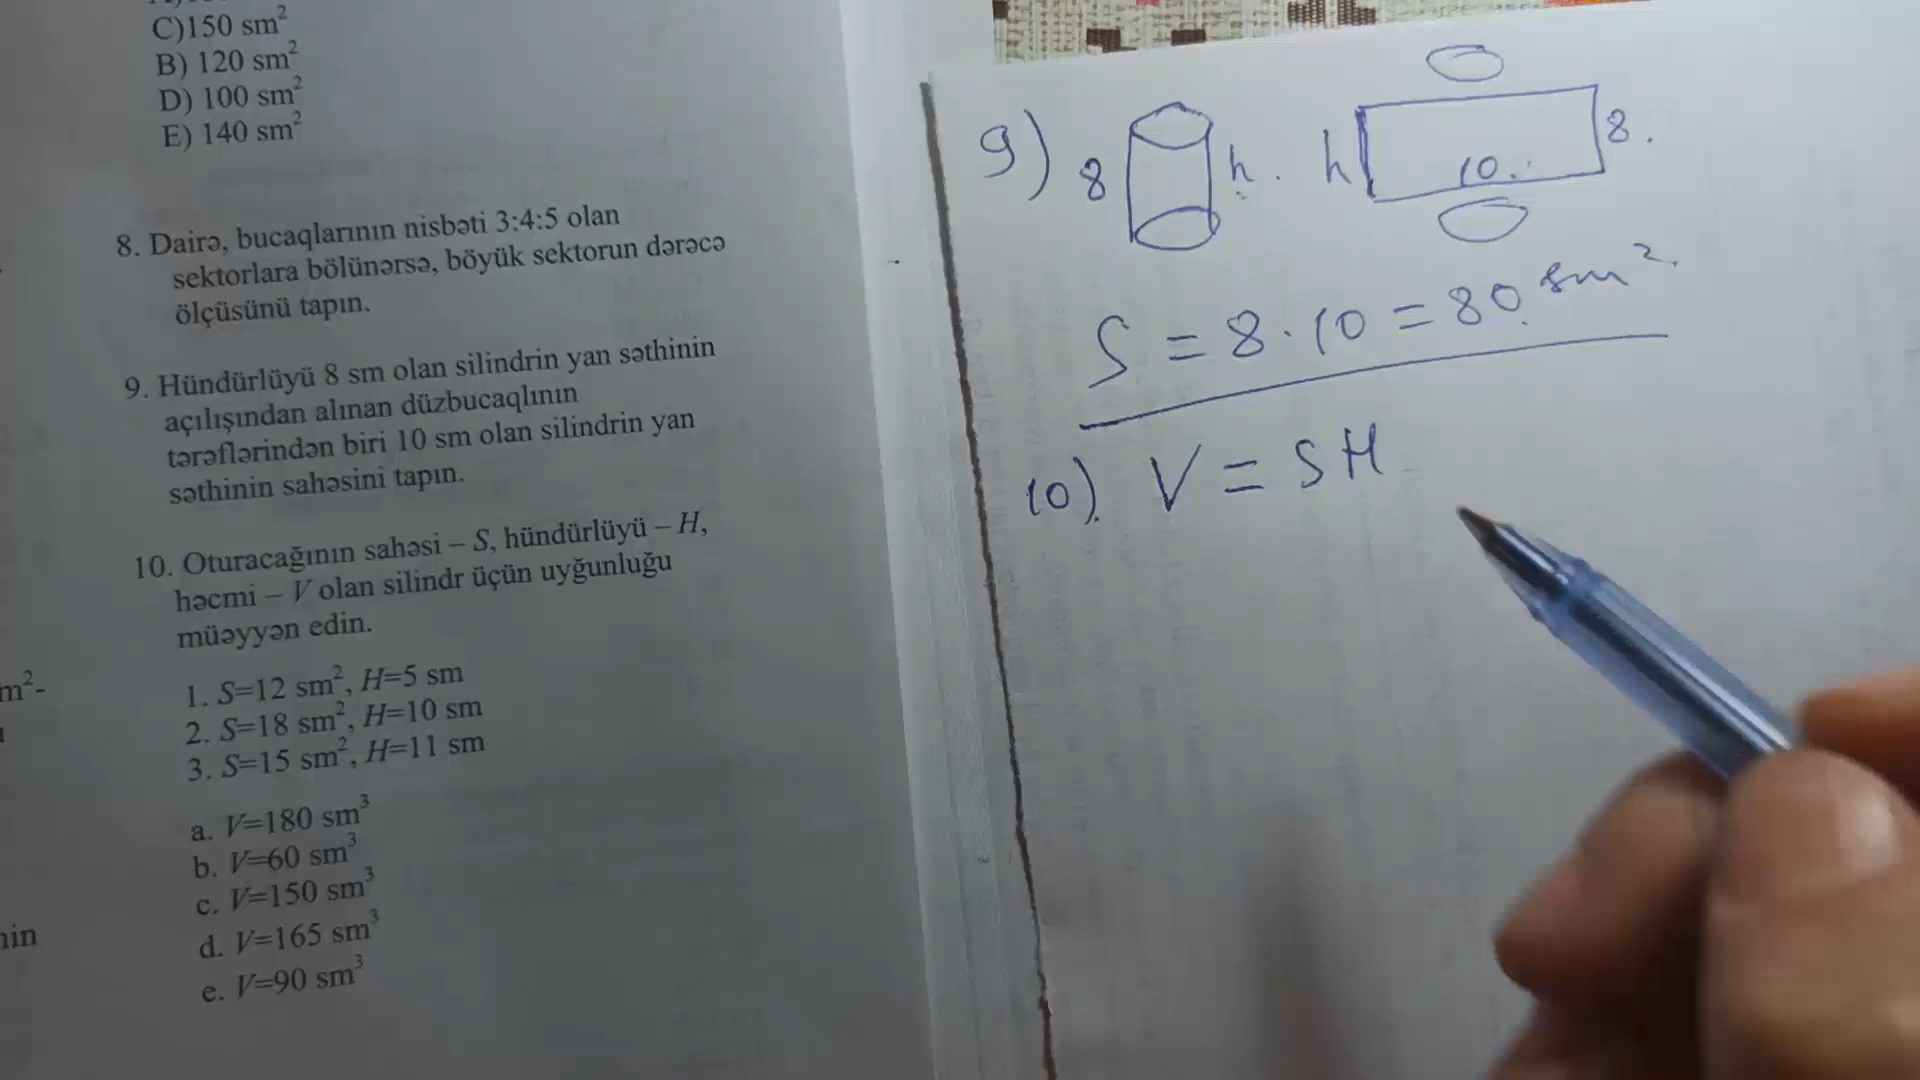 C)150 sm²
B) 120 sm²
D) 100 sm²
E) 140 sm²
8. Dairə, bucaqlarının nisbəti 3:4:5 olan
sektorlara bölünərsə, böyük sektorun dərəcə
ölçüsünü tapın.
9. Hündürlüyü 8 sm olan silindrin yan səthinin
açılışından alınan düzbucaqlının
tərəflərindən biri 10 sm olan silindrin yan
səthinin sahəsini tapın.
10. Oturacağının sahəsi – S, hündürlüyü – H,
həcmi – V olan silindr üçün uyğunluğu
müəyyən edin.
1. S=12 sm², H=5 sm
2. S=18 sm², H=10 sm
3. S=15 sm², H=11 sm
a. V=180 sm³
b. V=60 sm³
c. V=150 sm³
d. V=165 sm³
e. V=90 sm³
m²-
9) 8 h. h 10. 8.
S = 8·10 = 80 sm².
10). V = SH